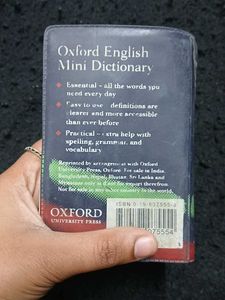 Oxford English
Mini Dictionary
Essential – all the words you
need every day
Easy to use – definitions are
clearer and more accessible
than ever before
Practical – extra help with
spelling, grammar, and
vocabulary
Reprinted by arrangement with Oxford
University Press, Oxford. For sale in India,
Bangladesh, Nepal, Bhutan, Sri Lanka and
Myanmar only and not for export therefrom.
Not for sale in any other country in the world.
OXFORD
UNIVERSITY PRESS